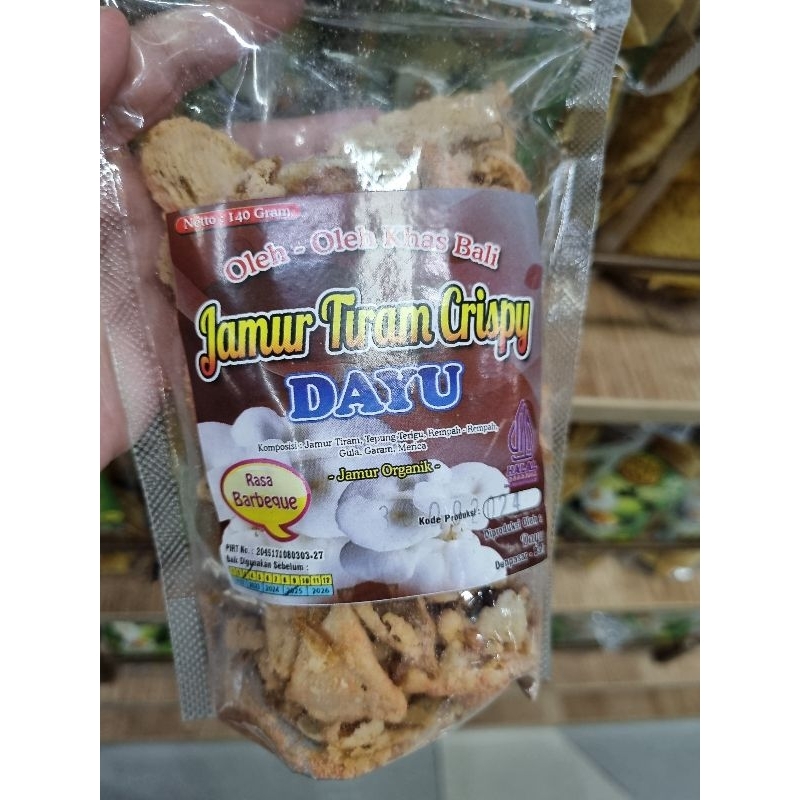 Netto : 140 Gram
Oleh - Oleh Khas Bali
Jamur Tiram Crispy
DAYU
Komposisi : Jamur Tiram, Tepung Terigu, Rempah - Rempah,
Gula, Garam, Merica
- Jamur Organik -
Rasa
Barbeque
HALAL
Kode Produksi :
Diproduksi Oleh :
PIRT No. : 2045171080303-27
Baik Digunakan Sebelum :
2024 2025 2026